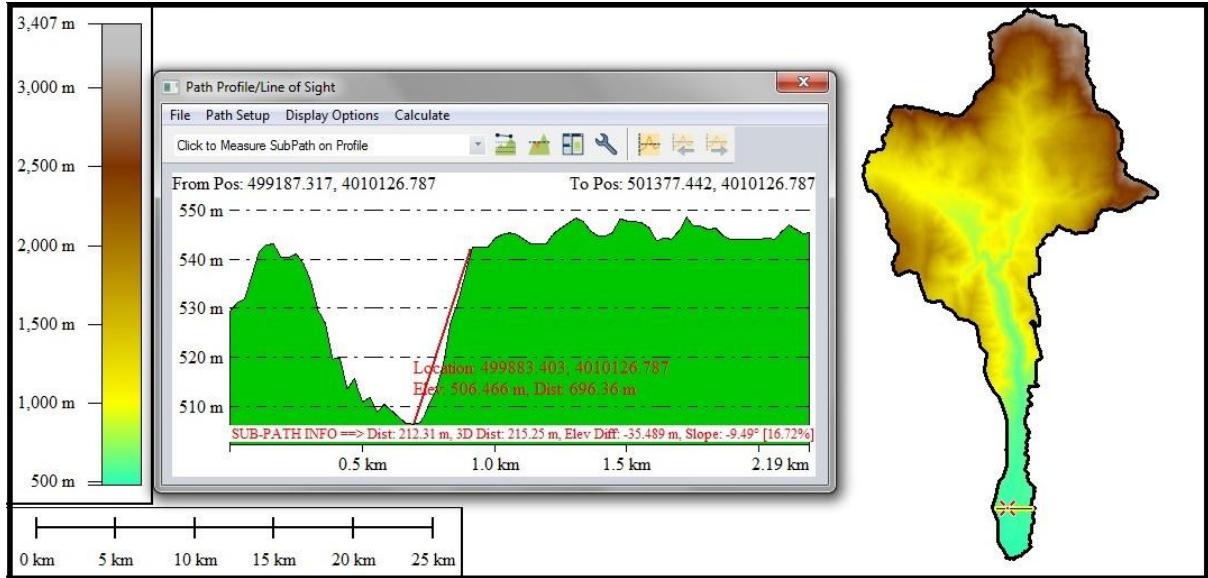 3,407 m
3,000 m
2,500 m
2,000 m
1,500 m
1,000 m
500 m
Path Profile/Line of Sight
File Path Setup Display Options Calculate
Click to Measure SubPath on Profile
From Pos: 499187.317, 4010126.787 To Pos: 501377.442, 4010126.787
550 m
540 m
530 m
520 m
510 m
Location: 499883.403, 4010126.787
Elev: 506.466 m, Dist: 696.36 m
SUB-PATH INFO ==> Dist: 212.31 m, 3D Dist: 215.25 m, Elev Diff: -35.489 m, Slope: -9.49° [16.72%]
0.5 km 1.0 km 1.5 km 2.19 km
0 km 5 km 10 km 15 km 20 km 25 km